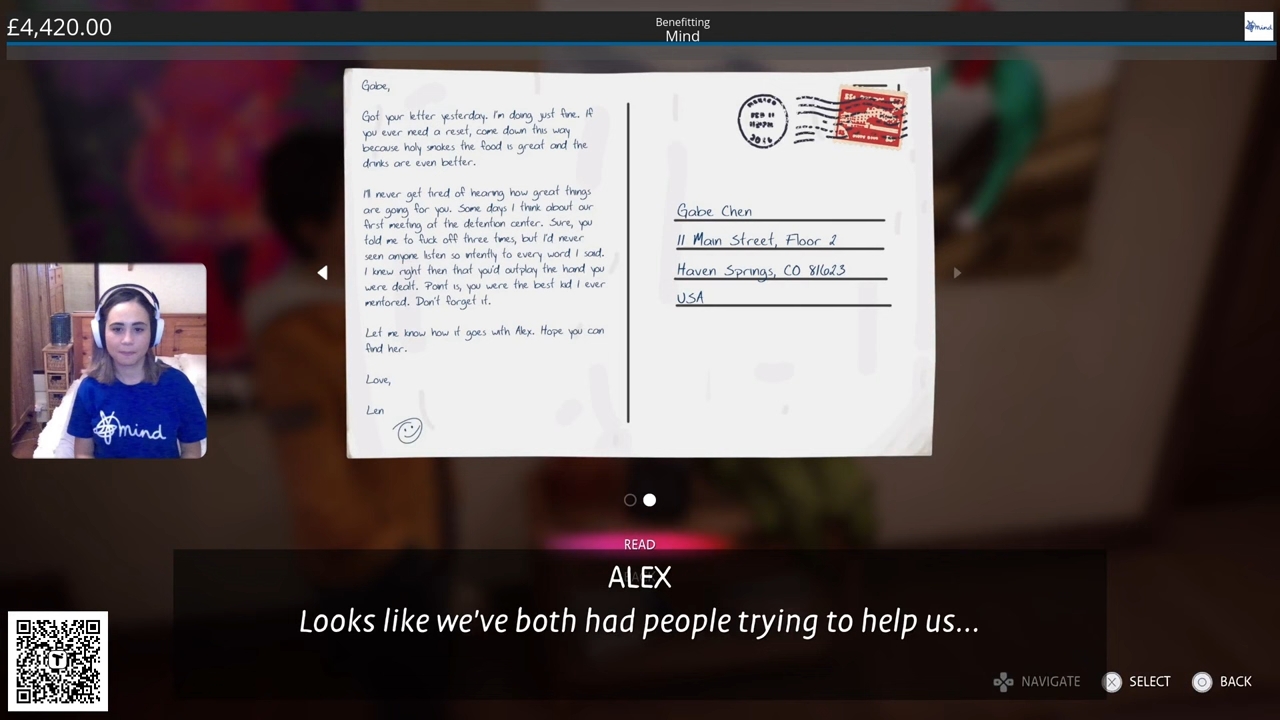 £4,420.00
Benefitting
Mind
mind
Gabe,
Got your letter yesterday. I'm doing just fine. If
you ever need a reset, come down this way
because holy smokes the food is great and the
drinks are even better.
I'll never get tired of hearing how great things
are going for you. Some days I think about our
first meeting at the detention center. Sure, you
told me to fuck off three times, but I'd never
seen anyone listen so intently to every word I said.
I knew right then that you'd outplay the hand you
were dealt. Point is, you were the best kid I ever
mentored. Don't forget it.
Let me know how it goes with Alex. Hope you can
find her.
Love,
Len
Gabe Chen
11 Main Street, Floor 2
Haven Springs, CO 81623
USA
mind
READ
ALEX
Looks like we've both had people trying to help us...
NAVIGATE
SELECT
BACK